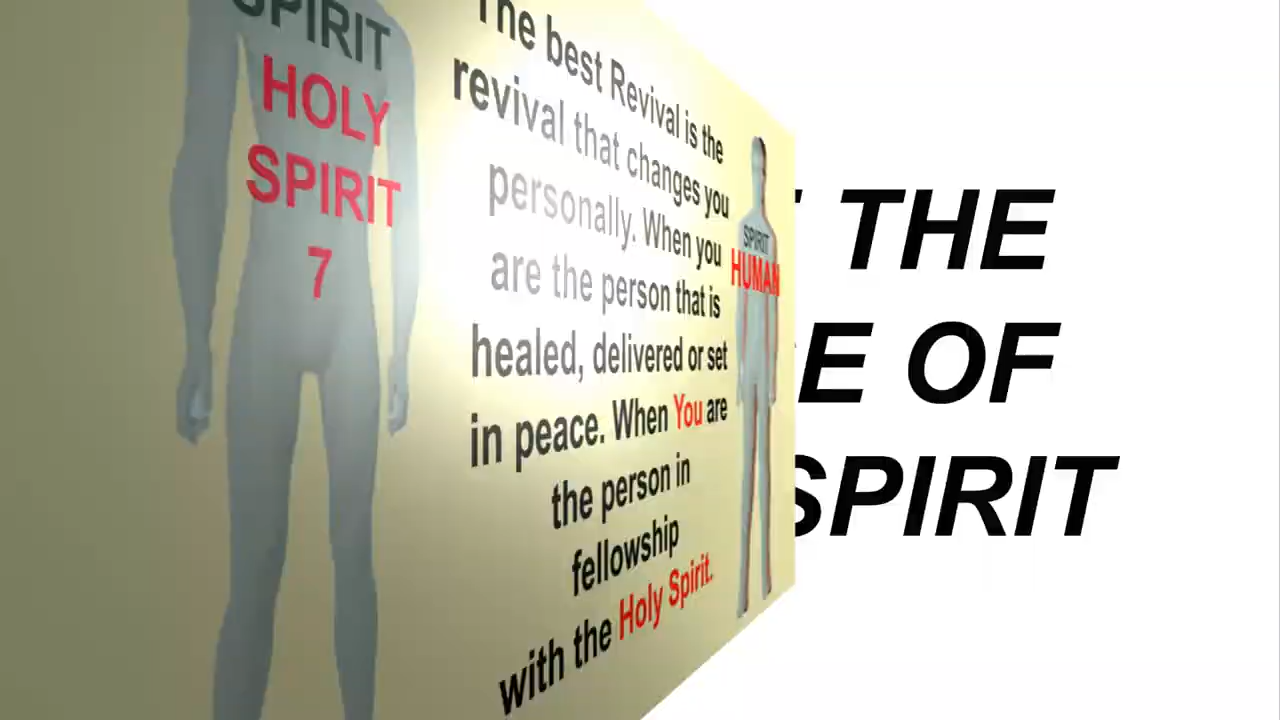 SPIRIT
HOLY
SPIRIT
7
The best Revival is the
revival that changes you
personally. When you
are the person that is
healed, delivered or set
in peace. When You are
the person in
fellowship
with the Holy Spirit.
SPIRIT
HUMAN
THE
OF
SPIRIT